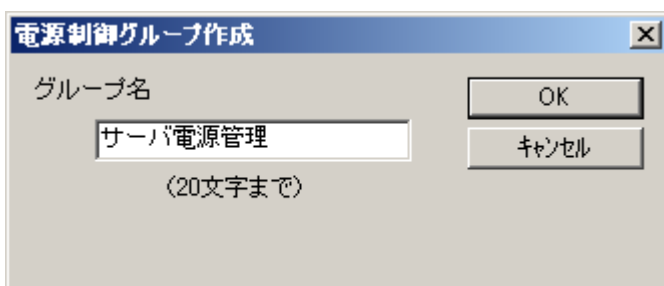 電源制御グループ作成
グループ名
OK
サーバ電源管理
キャンセル
(20文字まで)